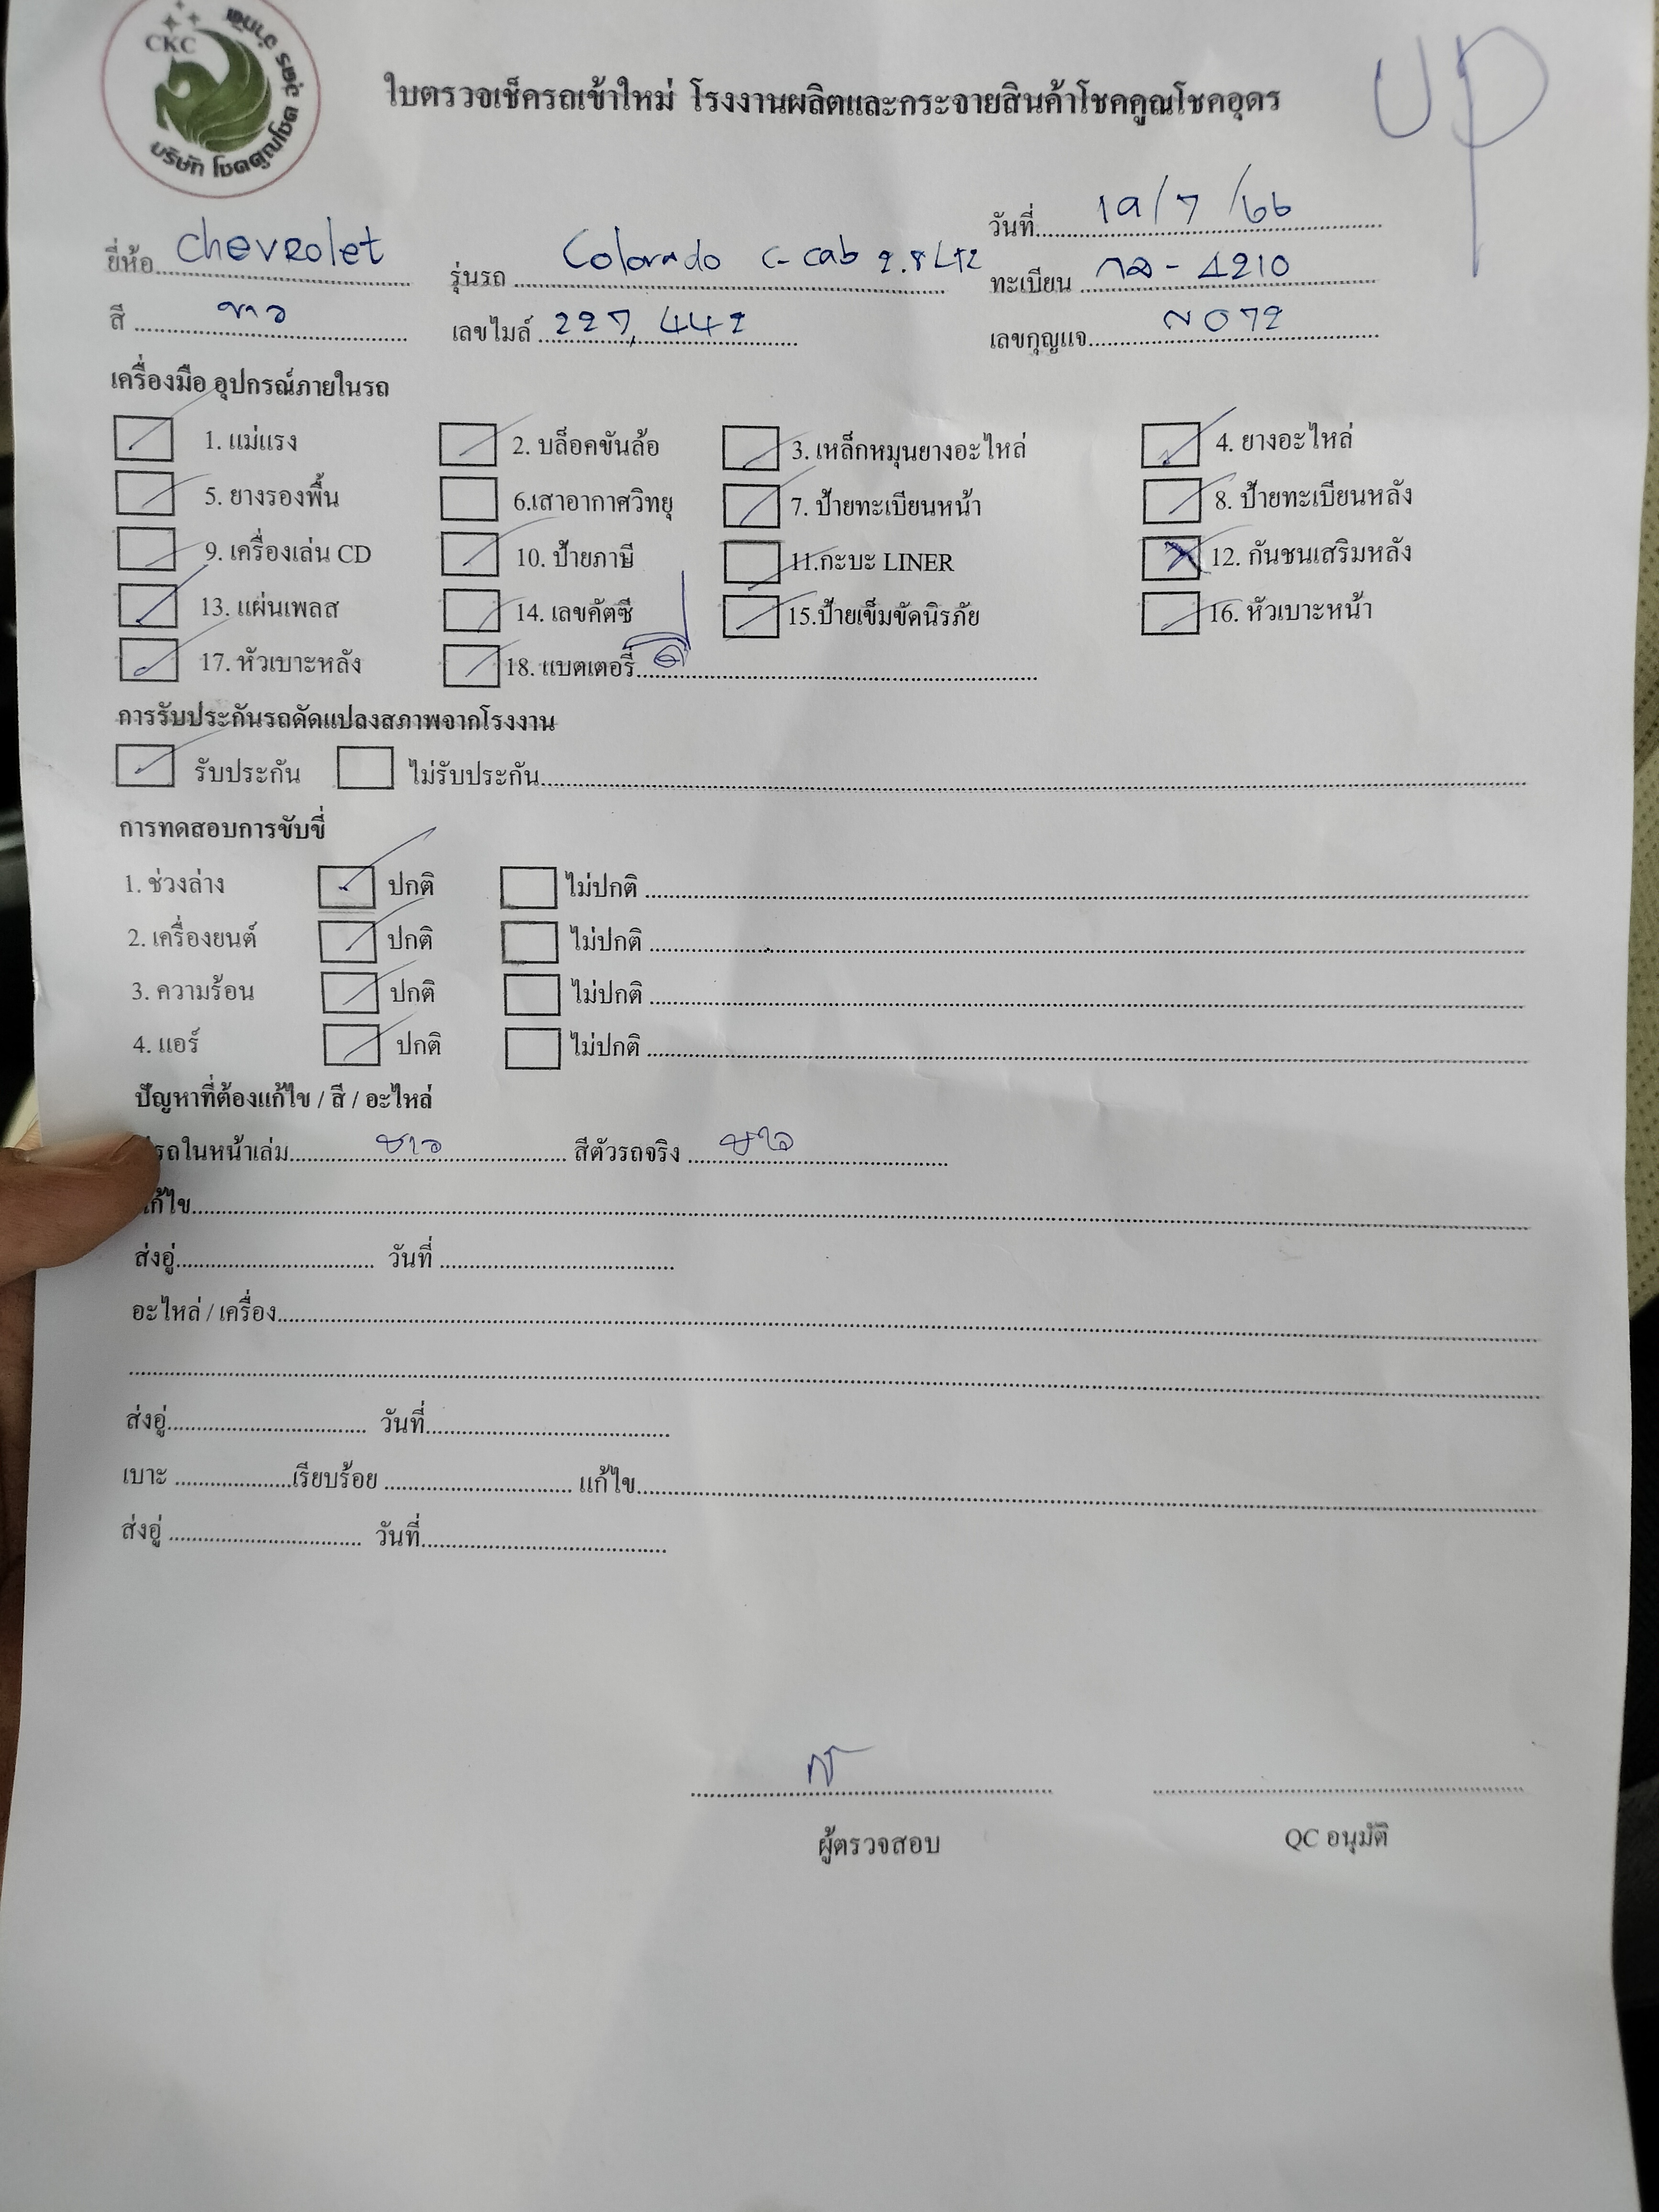 CKC
บริษัท โชคคูณโชค อุดร จำกัด
UP
ใบตรวจเช็ครถเข้าใหม่ โรงงานผลิตและกระจายสินค้าโชคคูณโชคอุดร
วันที่ 19/7/66
ยี่ห้อ Chevrolet รุ่นรถ Colorado C-cab 2.8 LTZ ทะเบียน 4210
สี ขาว เลขไมล์ 227,442 เลขกุญแจ N072
เครื่องมือ อุปกรณ์ภายในรถ
1. แม่แรง 2. บล็อคขันล้อ 3. เหล็กหมุนยางอะไหล่ 4. ยางอะไหล่
5. ยางรองพื้น 6.เสาอากาศวิทยุ 7. ป้ายทะเบียนหน้า 8. ป้ายทะเบียนหลัง
9. เครื่องเล่น CD 10. ป้ายภาษี 11.กะบะ LINER 12. กันชนเสริมหลัง
13. แผ่นเพลส 14. เลขคัตซี 15.ป้ายเข็มขัดนิรภัย 16. หัวเบาะหน้า
17. หัวเบาะหลัง 18. แบตเตอรี่ ดี
การรับประกันรถดัดแปลงสภาพจากโรงงาน
รับประกัน ไม่รับประกัน
การทดสอบการขับขี่
1. ช่วงล่าง ปกติ ไม่ปกติ
2. เครื่องยนต์ ปกติ ไม่ปกติ
3. ความร้อน ปกติ ไม่ปกติ
4. แอร์ ปกติ ไม่ปกติ
ปัญหาที่ต้องแก้ไข / สี / อะไหล่
รถในหน้าเล่ม ขาว สีตัวรถจริง ขาว
ก้ไข
ส่งอู่ วันที่
อะไหล่ / เครื่อง
ส่งอู่ วันที่
เบาะ เรียบร้อย แก้ไข
ส่งอู่ วันที่
ผู้ตรวจสอบ QC อนุมัติ